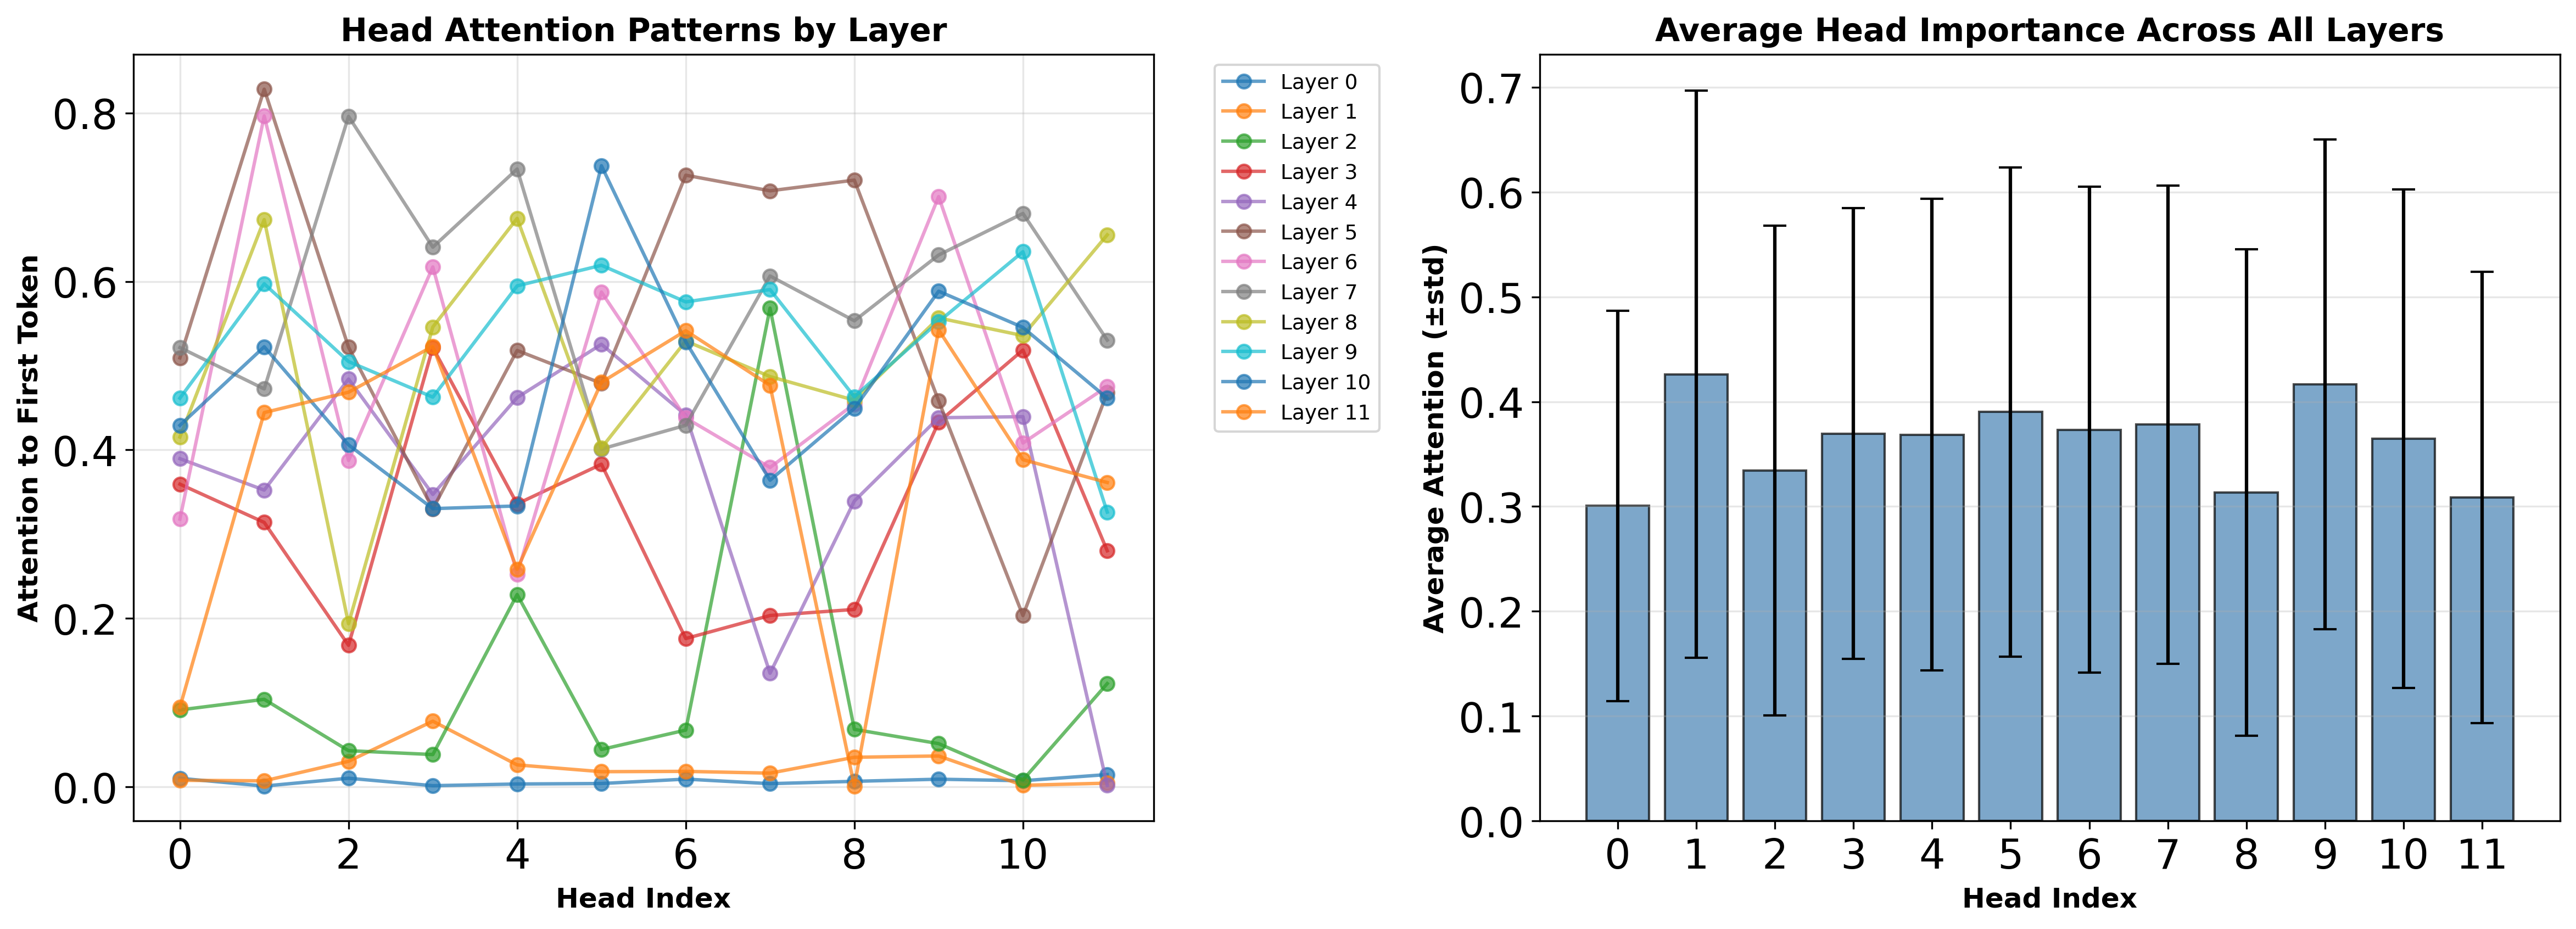 Head Attention Patterns by Layer
Attention to First Token
0.8
0.6
0.4
0.2
0.0
0 2 4 6 8 10
Head Index
Layer 0
Layer 1
Layer 2
Layer 3
Layer 4
Layer 5
Layer 6
Layer 7
Layer 8
Layer 9
Layer 10
Layer 11
Average Head Importance Across All Layers
Average Attention (±std)
0.7
0.6
0.5
0.4
0.3
0.2
0.1
0.0
0 1 2 3 4 5 6 7 8 9 10 11
Head Index